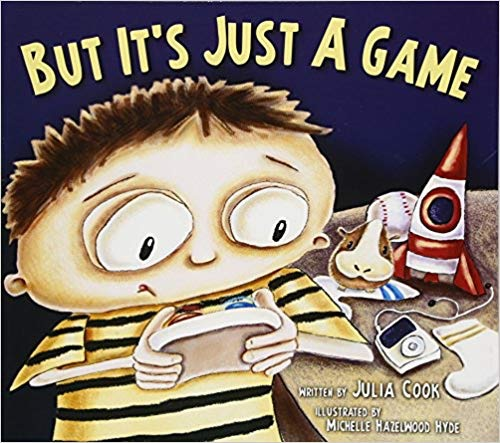 BUT IT'S JUST A GAME
WRITTEN BY JULIA COOK
ILLUSTRATED BY
MICHELLE HAZELWOOD HYDE